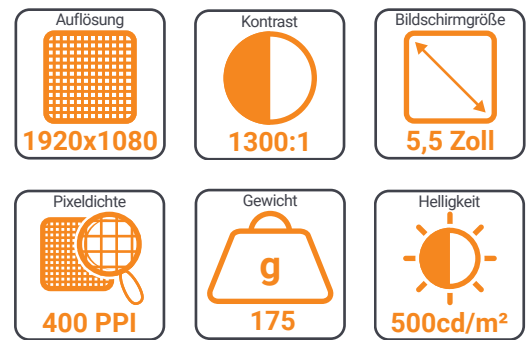 Auflösung
1920x1080
Kontrast
1300:1
Bildschirmgröße
5,5 Zoll
Pixeldichte
400 PPI
Gewicht
g
175
Helligkeit
500cd/m²